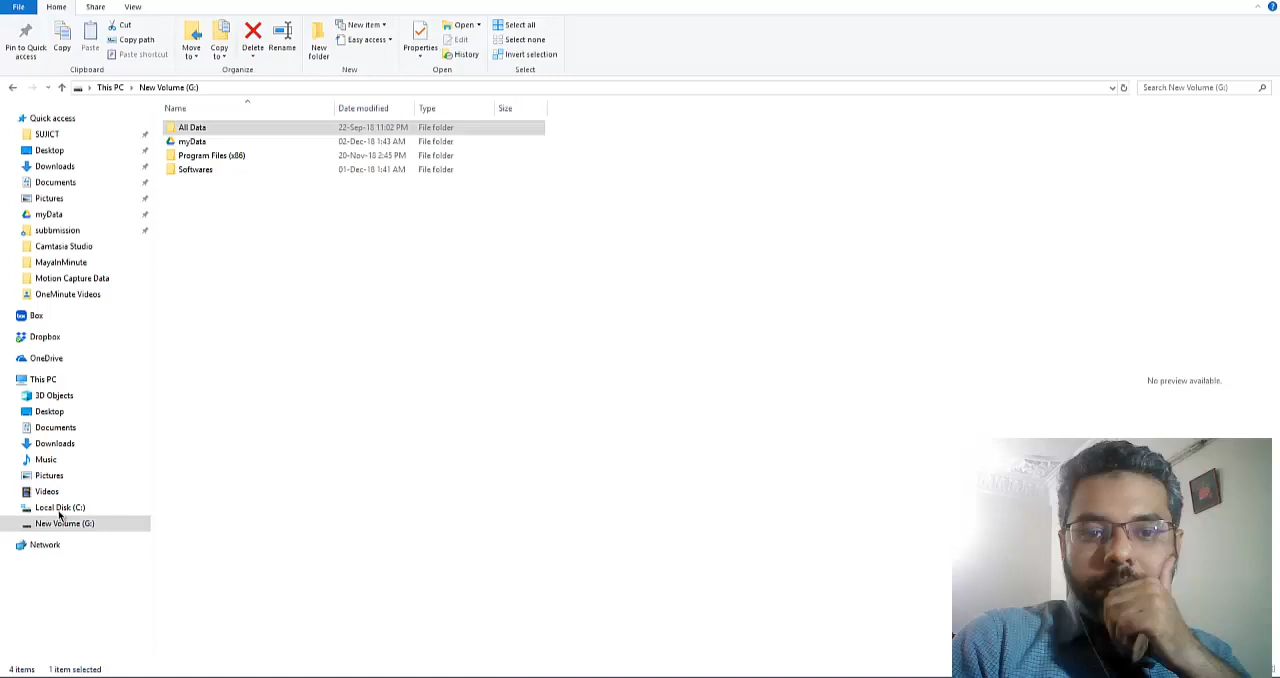 File Home Share View
Pin to Quick access
Copy
Paste
Cut
Copy path
Paste shortcut
Clipboard
Move to
Copy to
Delete
Rename
Organize
New folder
New item
Easy access
New
Properties
Open
Edit
History
Open
Select all
Select none
Invert selection
Select
This PC New Volume (G:)
Search New Volume (G:)
Name Date modified Type Size
All Data 22-Sep-18 11:02 PM File folder
myData 02-Dec-18 1:43 AM File folder
Program Files (x86) 20-Nov-18 2:45 PM File folder
Softwares 01-Dec-18 1:41 AM File folder
Quick access
SUJICT
Desktop
Downloads
Documents
Pictures
myData
subbmission
Camtasia Studio
MayaInMinute
Motion Capture Data
OneMinute Videos
Box
Dropbox
OneDrive
This PC
3D Objects
Desktop
Documents
Downloads
Music
Pictures
Videos
Local Disk (C:)
New Volume (G:)
Network
No preview available.
4 items 1 item selected